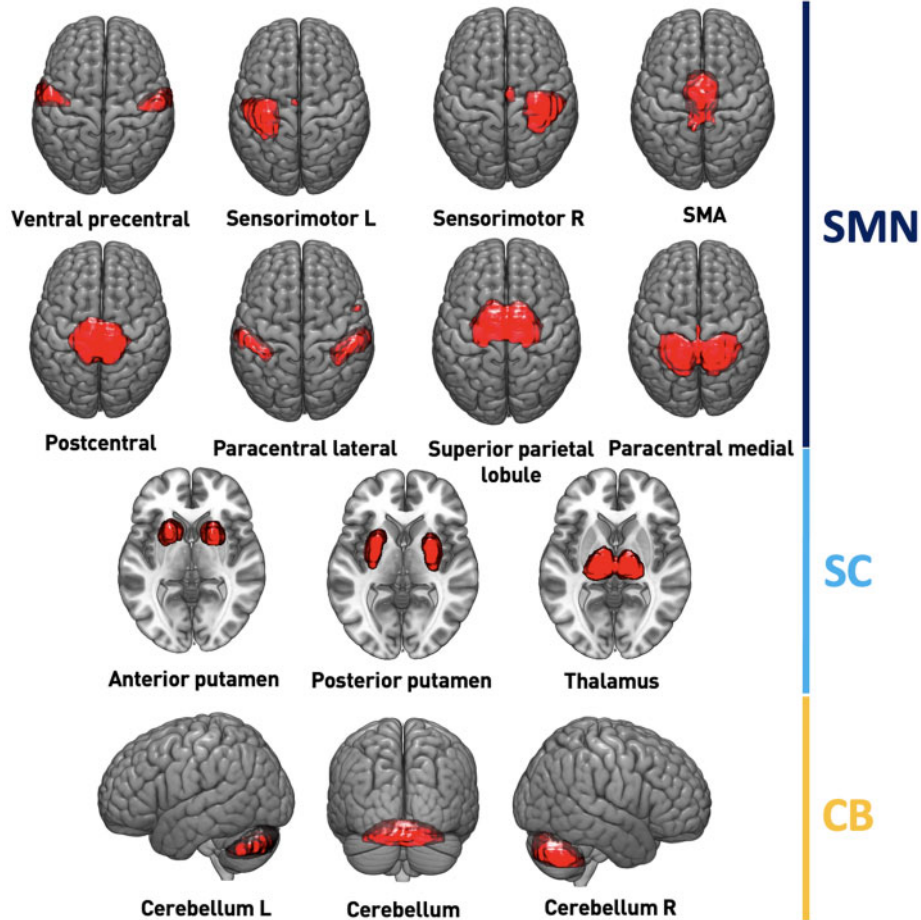 Ventral precentral
Sensorimotor L
Sensorimotor R
SMA
SMN
Postcentral
Paracentral lateral
Superior parietal
lobule
Paracentral medial
SC
Anterior putamen
Posterior putamen
Thalamus
CB
Cerebellum L
Cerebellum
Cerebellum R